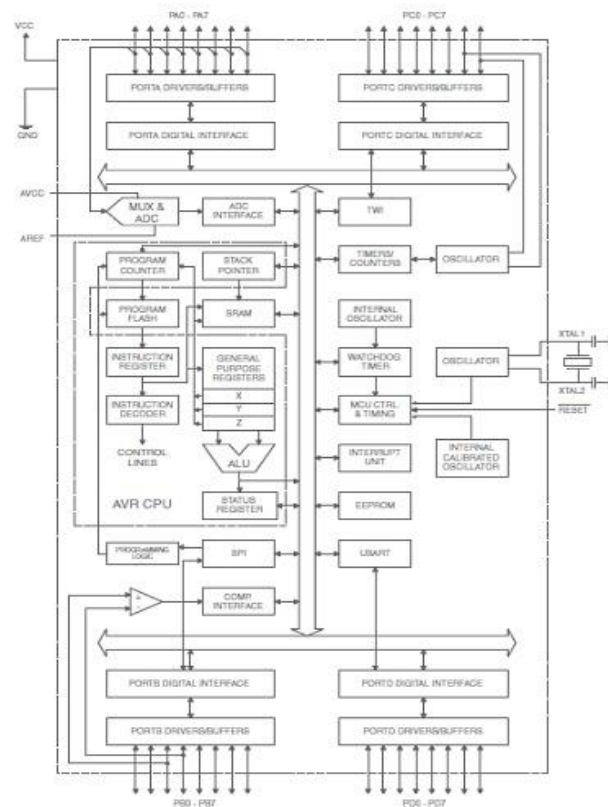 PA0 - PA7
PC0 - PC7
VCC
PORTA DRIVERS/BUFFERS
PORTC DRIVERS/BUFFERS
GND
PORTA DIGITAL INTERFACE
PORTC DIGITAL INTERFACE
AVCC
MUX &
ADC
ADC
INTERFACE
TWI
AREF
PROGRAM
COUNTER
STACK
POINTER
TIMERS/
COUNTERS
OSCILLATOR
PROGRAM
FLASH
SRAM
INTERNAL
OSCILLATOR
XTAL1
INSTRUCTION
REGISTER
GENERAL
PURPOSE
REGISTERS
WATCHDOG
TIMER
OSCILLATOR
XTAL2
X
INSTRUCTION
DECODER
Y
MCU CTRL.
& TIMING
RESET
Z
CONTROL
LINES
ALU
INTERRUPT
UNIT
INTERNAL
CALIBRATED
OSCILLATOR
AVR CPU
STATUS
REGISTER
EEPROM
PROGRAMMING
LOGIC
SPI
USART
+
-
COMP.
INTERFACE
PORTB DIGITAL INTERFACE
PORTD DIGITAL INTERFACE
PORTB DRIVERS/BUFFERS
PORTD DRIVERS/BUFFERS
PB0 - PB7
PD0 - PD7